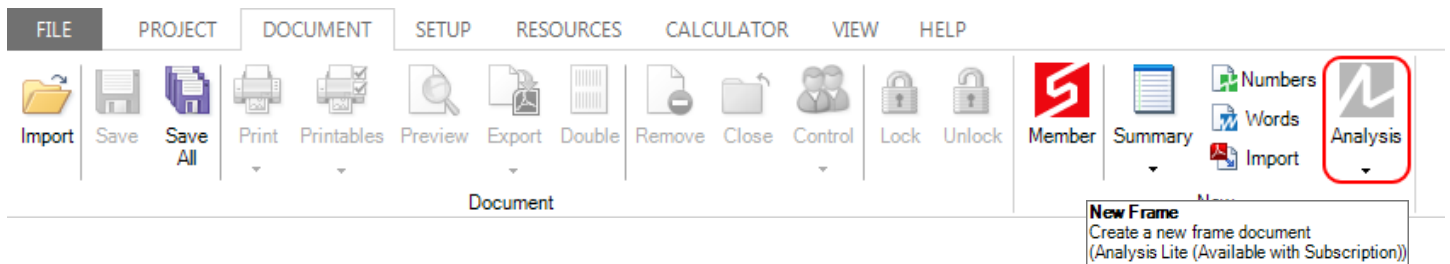 FILE PROJECT DOCUMENT SETUP RESOURCES CALCULATOR VIEW HELP
Import Save Save All Print Printables Preview Export Double Remove Close Control Lock Unlock Member Summary Numbers Words Import Analysis
Document
New Frame
Create a new frame document
(Analysis Lite (Available with Subscription))